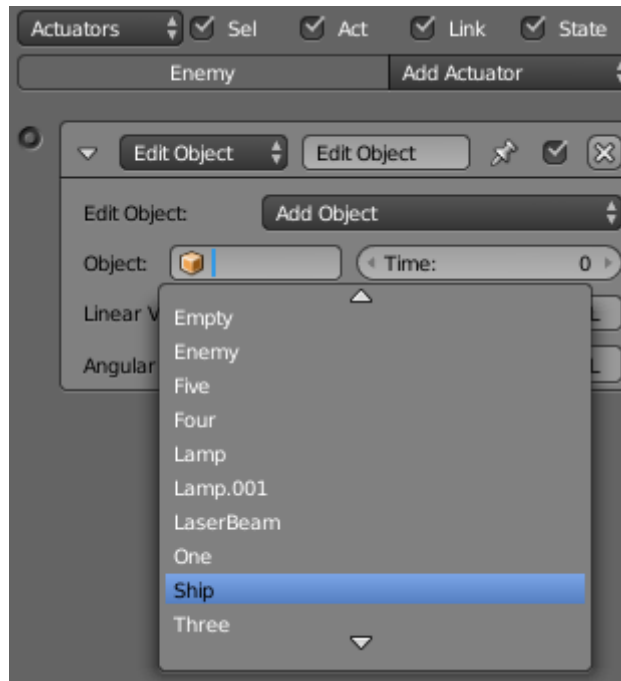 Actuators Sel Act Link State
Enemy Add Actuator
Edit Object Edit Object
Edit Object: Add Object
Object: Time: 0
Linear V L
Empty
Enemy
Angular L
Five
Four
Lamp
Lamp.001
LaserBeam
One
Ship
Three